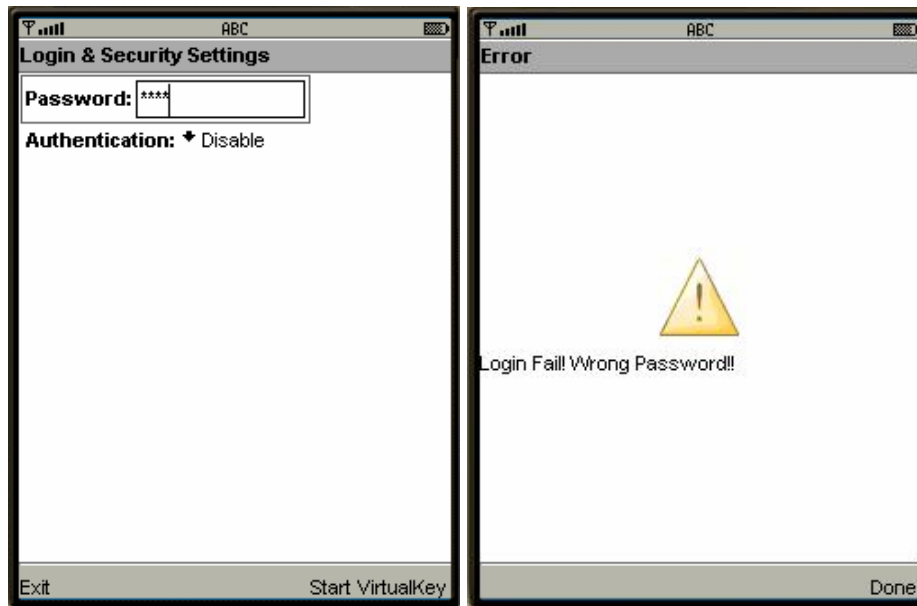 ABC
Login & Security Settings
Password: ****
Authentication: Disable
Exit Start VirtualKey
ABC
Error
Login Fail! Wrong Password!!
Done